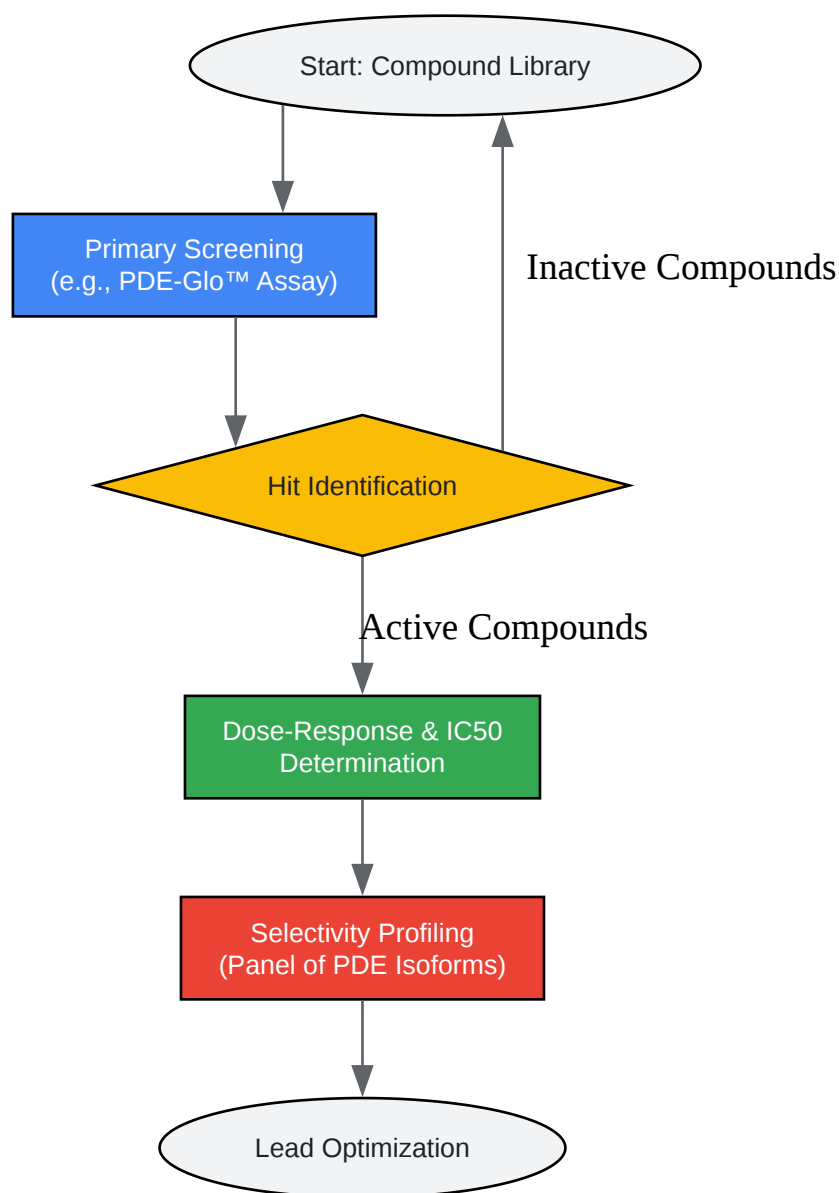 Start: Compound Library
Primary Screening
(e.g., PDE-Glo™ Assay)
Inactive Compounds
Hit Identification
Active Compounds
Dose-Response & IC50
Determination
Selectivity Profiling
(Panel of PDE Isoforms)
Lead Optimization